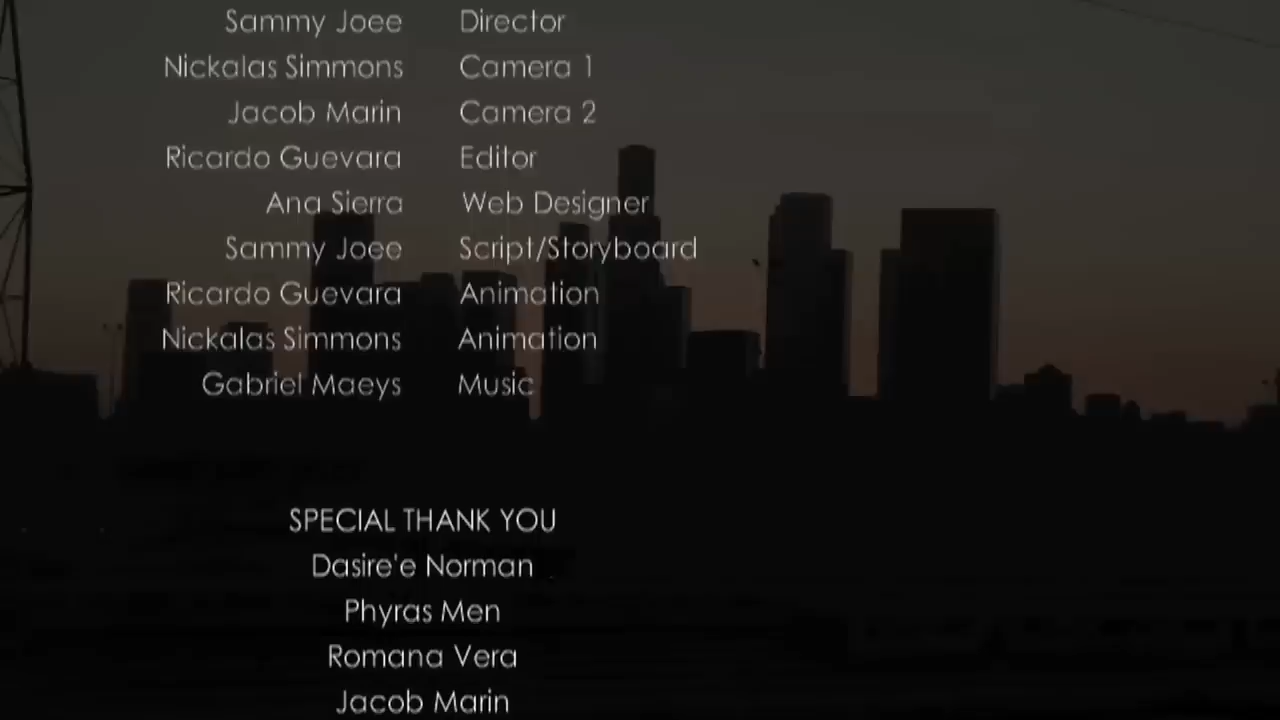 Sammy Joee Director
Nickalas Simmons Camera 1
Jacob Marin Camera 2
Ricardo Guevara Editor
Ana Sierra Web Designer
Sammy Joee Script/Storyboard
Ricardo Guevara Animation
Nickalas Simmons Animation
Gabriel Maeys Music
SPECIAL THANK YOU
Dasire'e Norman
Phyras Men
Romana Vera
Jacob Marin